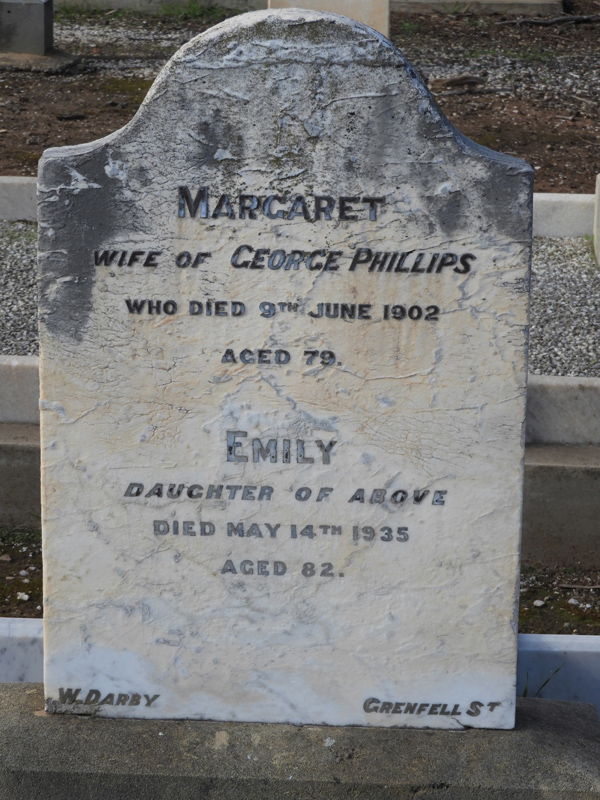 MARGARET
WIFE OF GEORGE PHILLIPS
WHO DIED 9TH JUNE 1902
AGED 79.
EMILY
DAUGHTER OF ABOVE
DIED MAY 14TH 1935
AGED 82.
W. DARBY GRENFELL ST